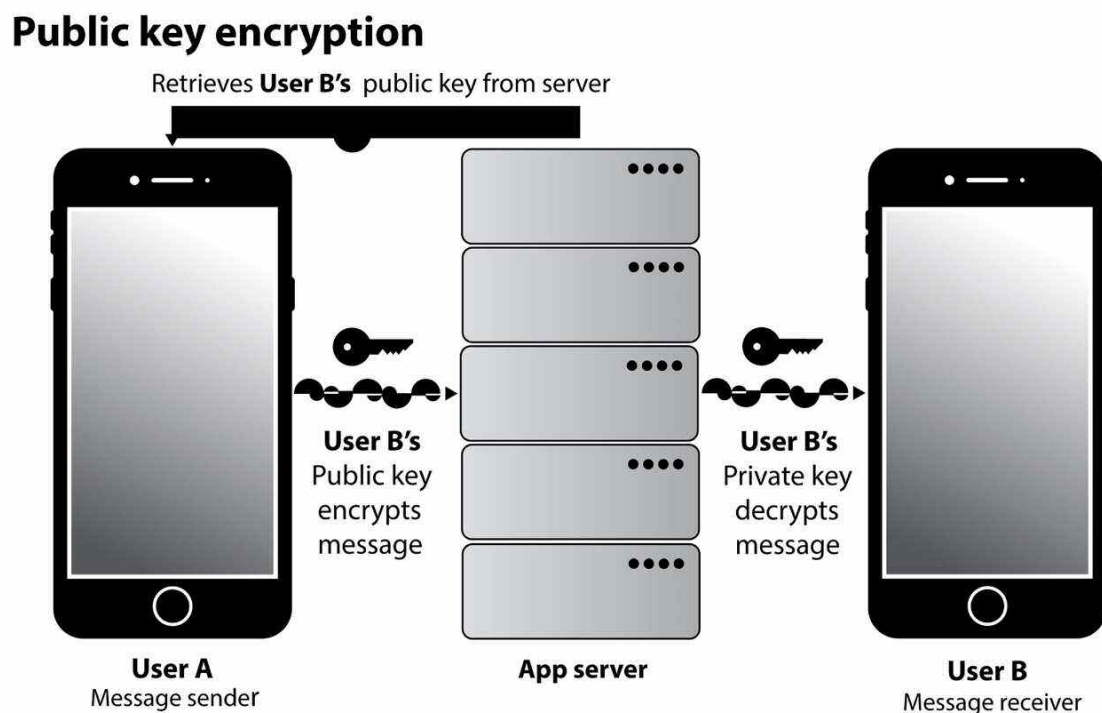 Public key encryption
Retrieves User B's public key from server
User B's
Public key
encrypts
message
User B's
Private key
decrypts
message
User A
Message sender
App server
User B
Message receiver